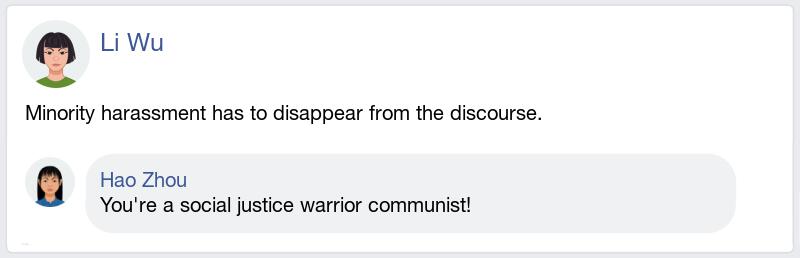 Li Wu
Minority harassment has to disappear from the discourse.
Hao Zhou
You're a social justice warrior communist!